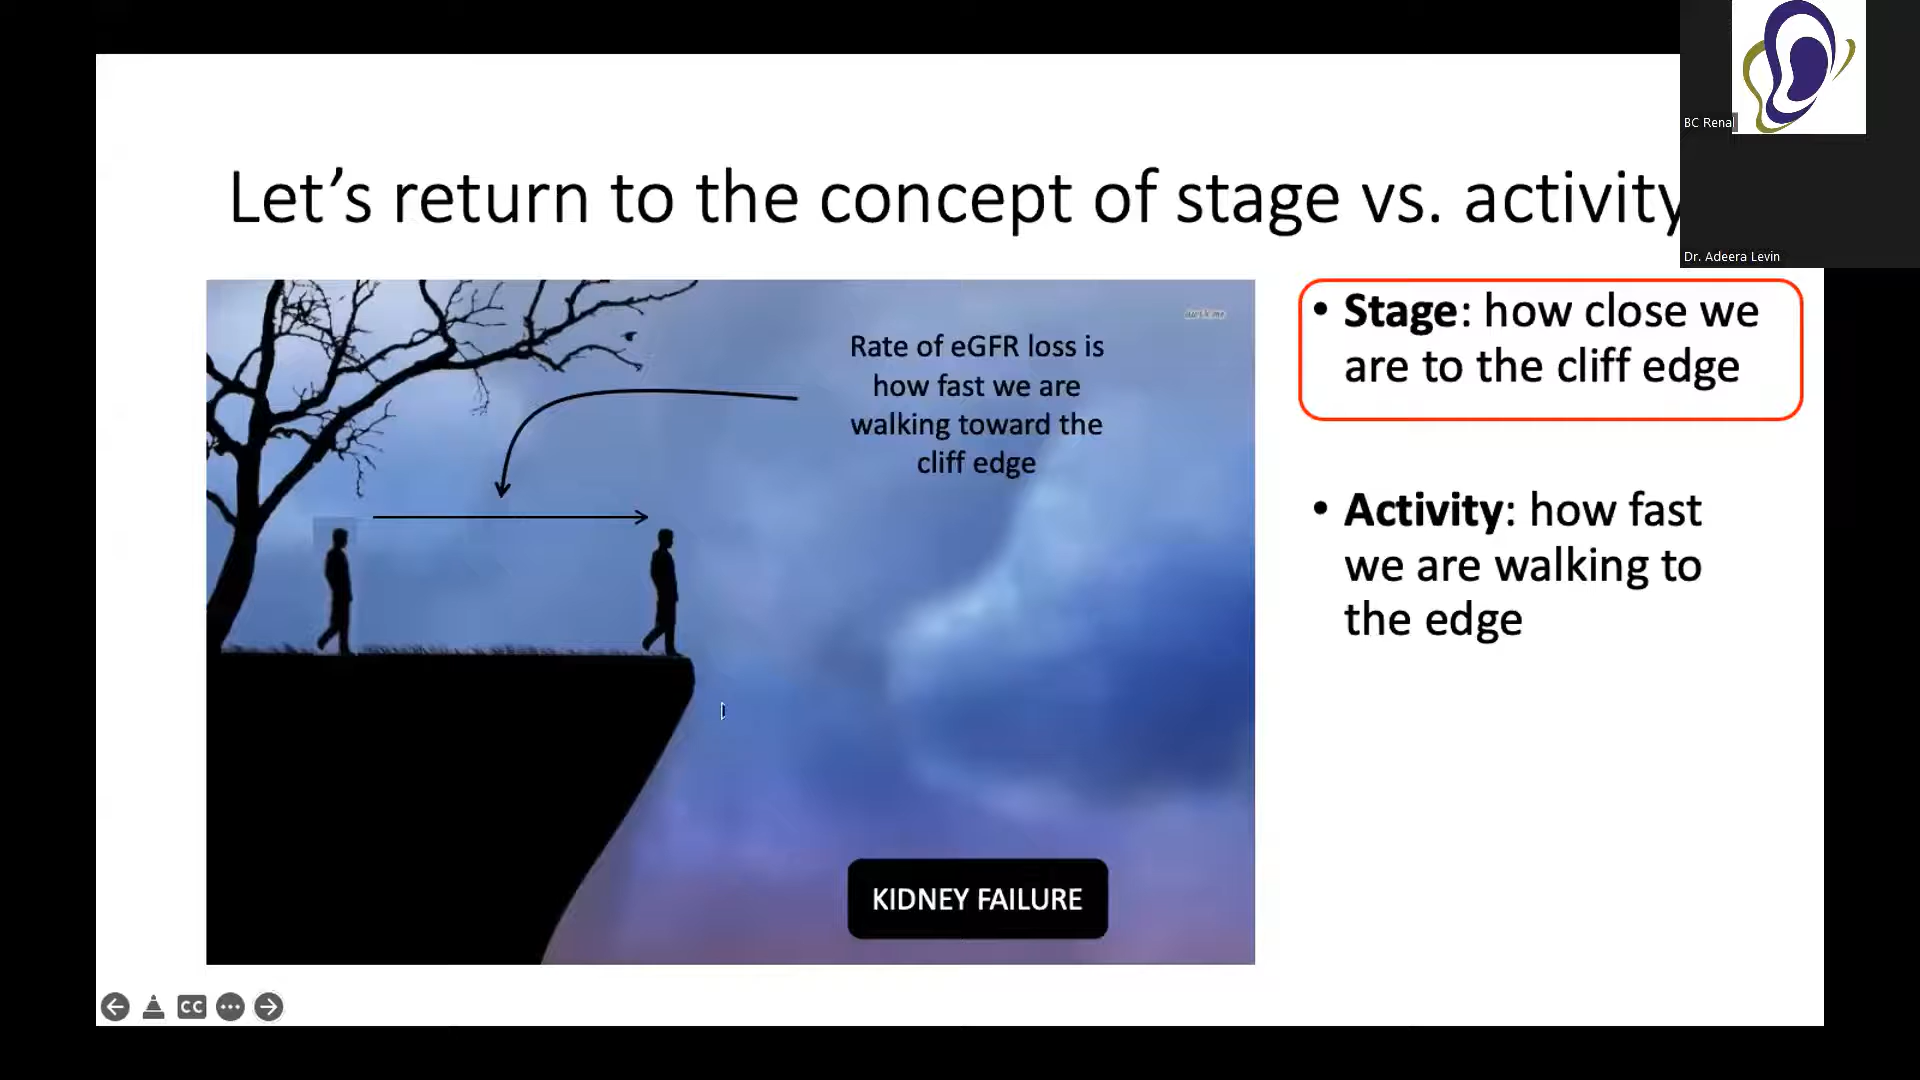 BC Renal
Let's return to the concept of stage vs. activity
Dr. Adeera Levin
Rate of eGFR loss is
how fast we are
walking toward the
cliff edge
KIDNEY FAILURE
• Stage: how close we
are to the cliff edge
• Activity: how fast
we are walking to
the edge
CC